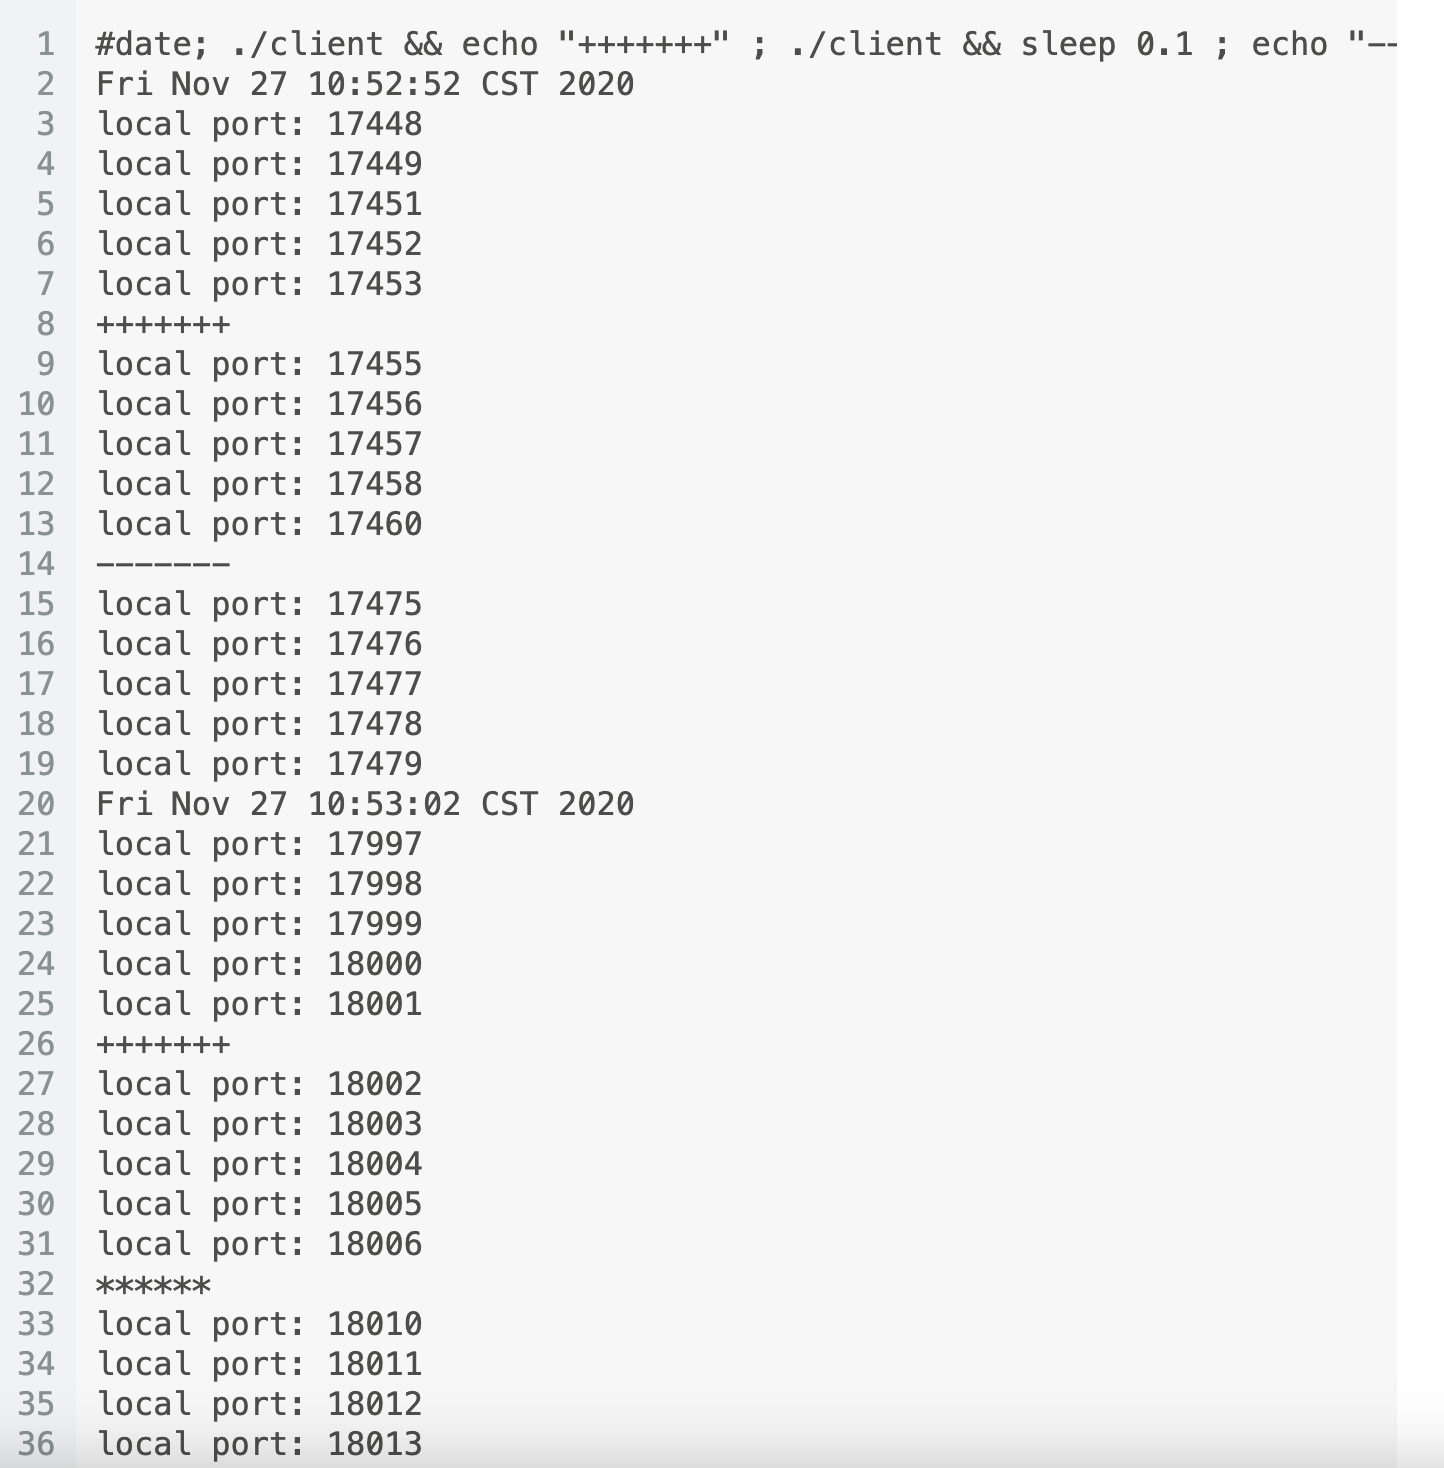 1 #date; ./client && echo "+++++++" ; ./client && sleep 0.1 ; echo "--
2 Fri Nov 27 10:52:52 CST 2020
3 local port: 17448
4 local port: 17449
5 local port: 17451
6 local port: 17452
7 local port: 17453
8 +++++++
9 local port: 17455
10 local port: 17456
11 local port: 17457
12 local port: 17458
13 local port: 17460
14 -------
15 local port: 17475
16 local port: 17476
17 local port: 17477
18 local port: 17478
19 local port: 17479
20 Fri Nov 27 10:53:02 CST 2020
21 local port: 17997
22 local port: 17998
23 local port: 17999
24 local port: 18000
25 local port: 18001
26 +++++++
27 local port: 18002
28 local port: 18003
29 local port: 18004
30 local port: 18005
31 local port: 18006
32 ******
33 local port: 18010
34 local port: 18011
35 local port: 18012
36 local port: 18013